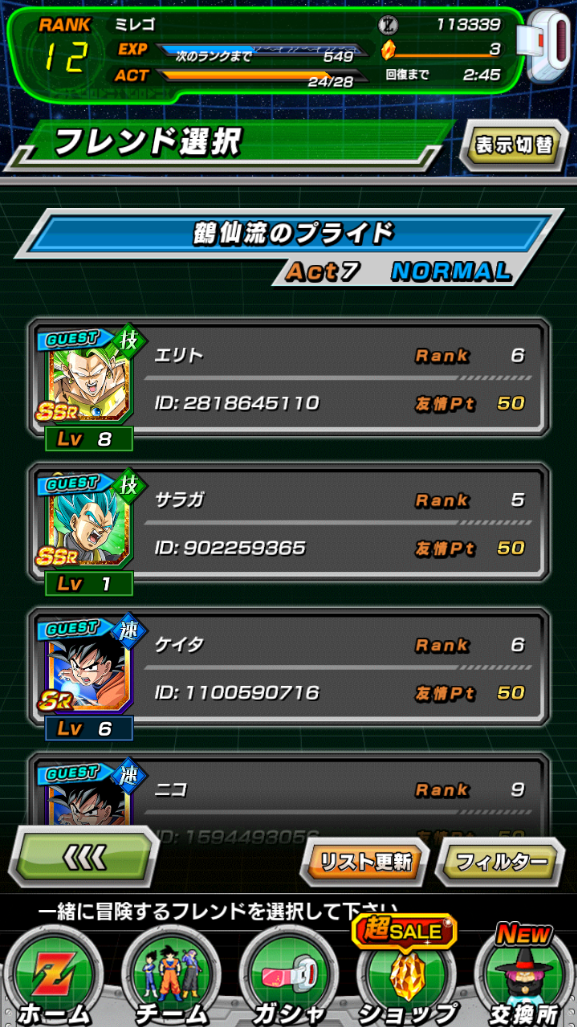 RANK ミレゴ Z 113339
12 EXP 次のランクまで 549 3
ACT 24/28 回復まで 2:45
フレンド選択 表示切替
鶴仙流のプライド
Act7 NORMAL
GUEST 技 エリト Rank 6
SSR ID: 2818645110 友情Pt 50
Lv 8
GUEST 技 サラガ Rank 5
SSR ID: 902259365 友情Pt 50
Lv 1
GUEST 速 ケイタ Rank 6
SR ID: 1100590716 友情Pt 50
Lv 6
GUEST 速 ニコ Rank 9
ID: 1594493056 友情Pt 50
リスト更新 フィルター
一緒に冒険するフレンドを選択して下さい
超SALE NEW
Z
ホーム チーム ガシャ ショップ 交換所